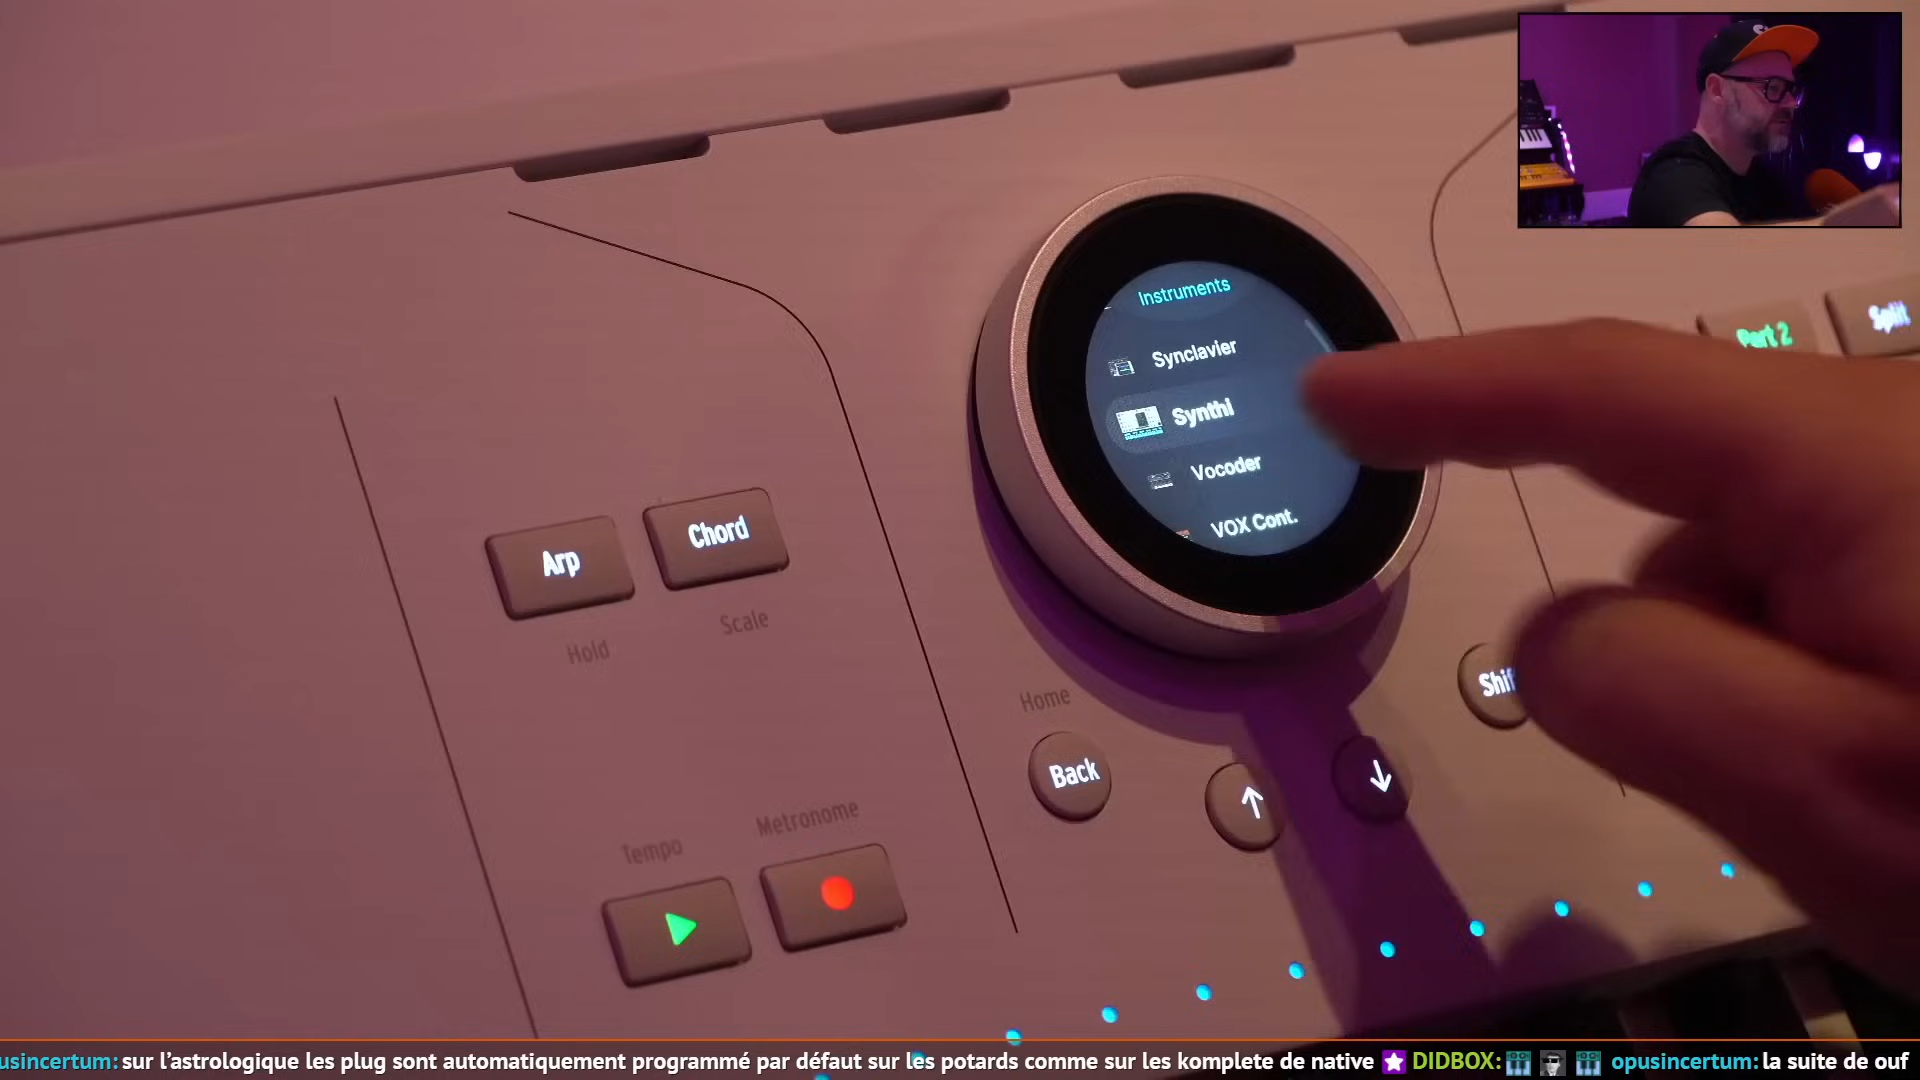 Instruments
Synclavier
Synthi
Vocoder
VOX Cont.
Part 2
Split
Arp
Chord
Hold
Scale
Home
Back
Shif
Tempo
Metronome
usincertum: sur l’astrologique les plug sont automatiquement programmé par défaut sur les potards comme sur les komplete de native DIDBOX: opusincertum: la suite de ouf